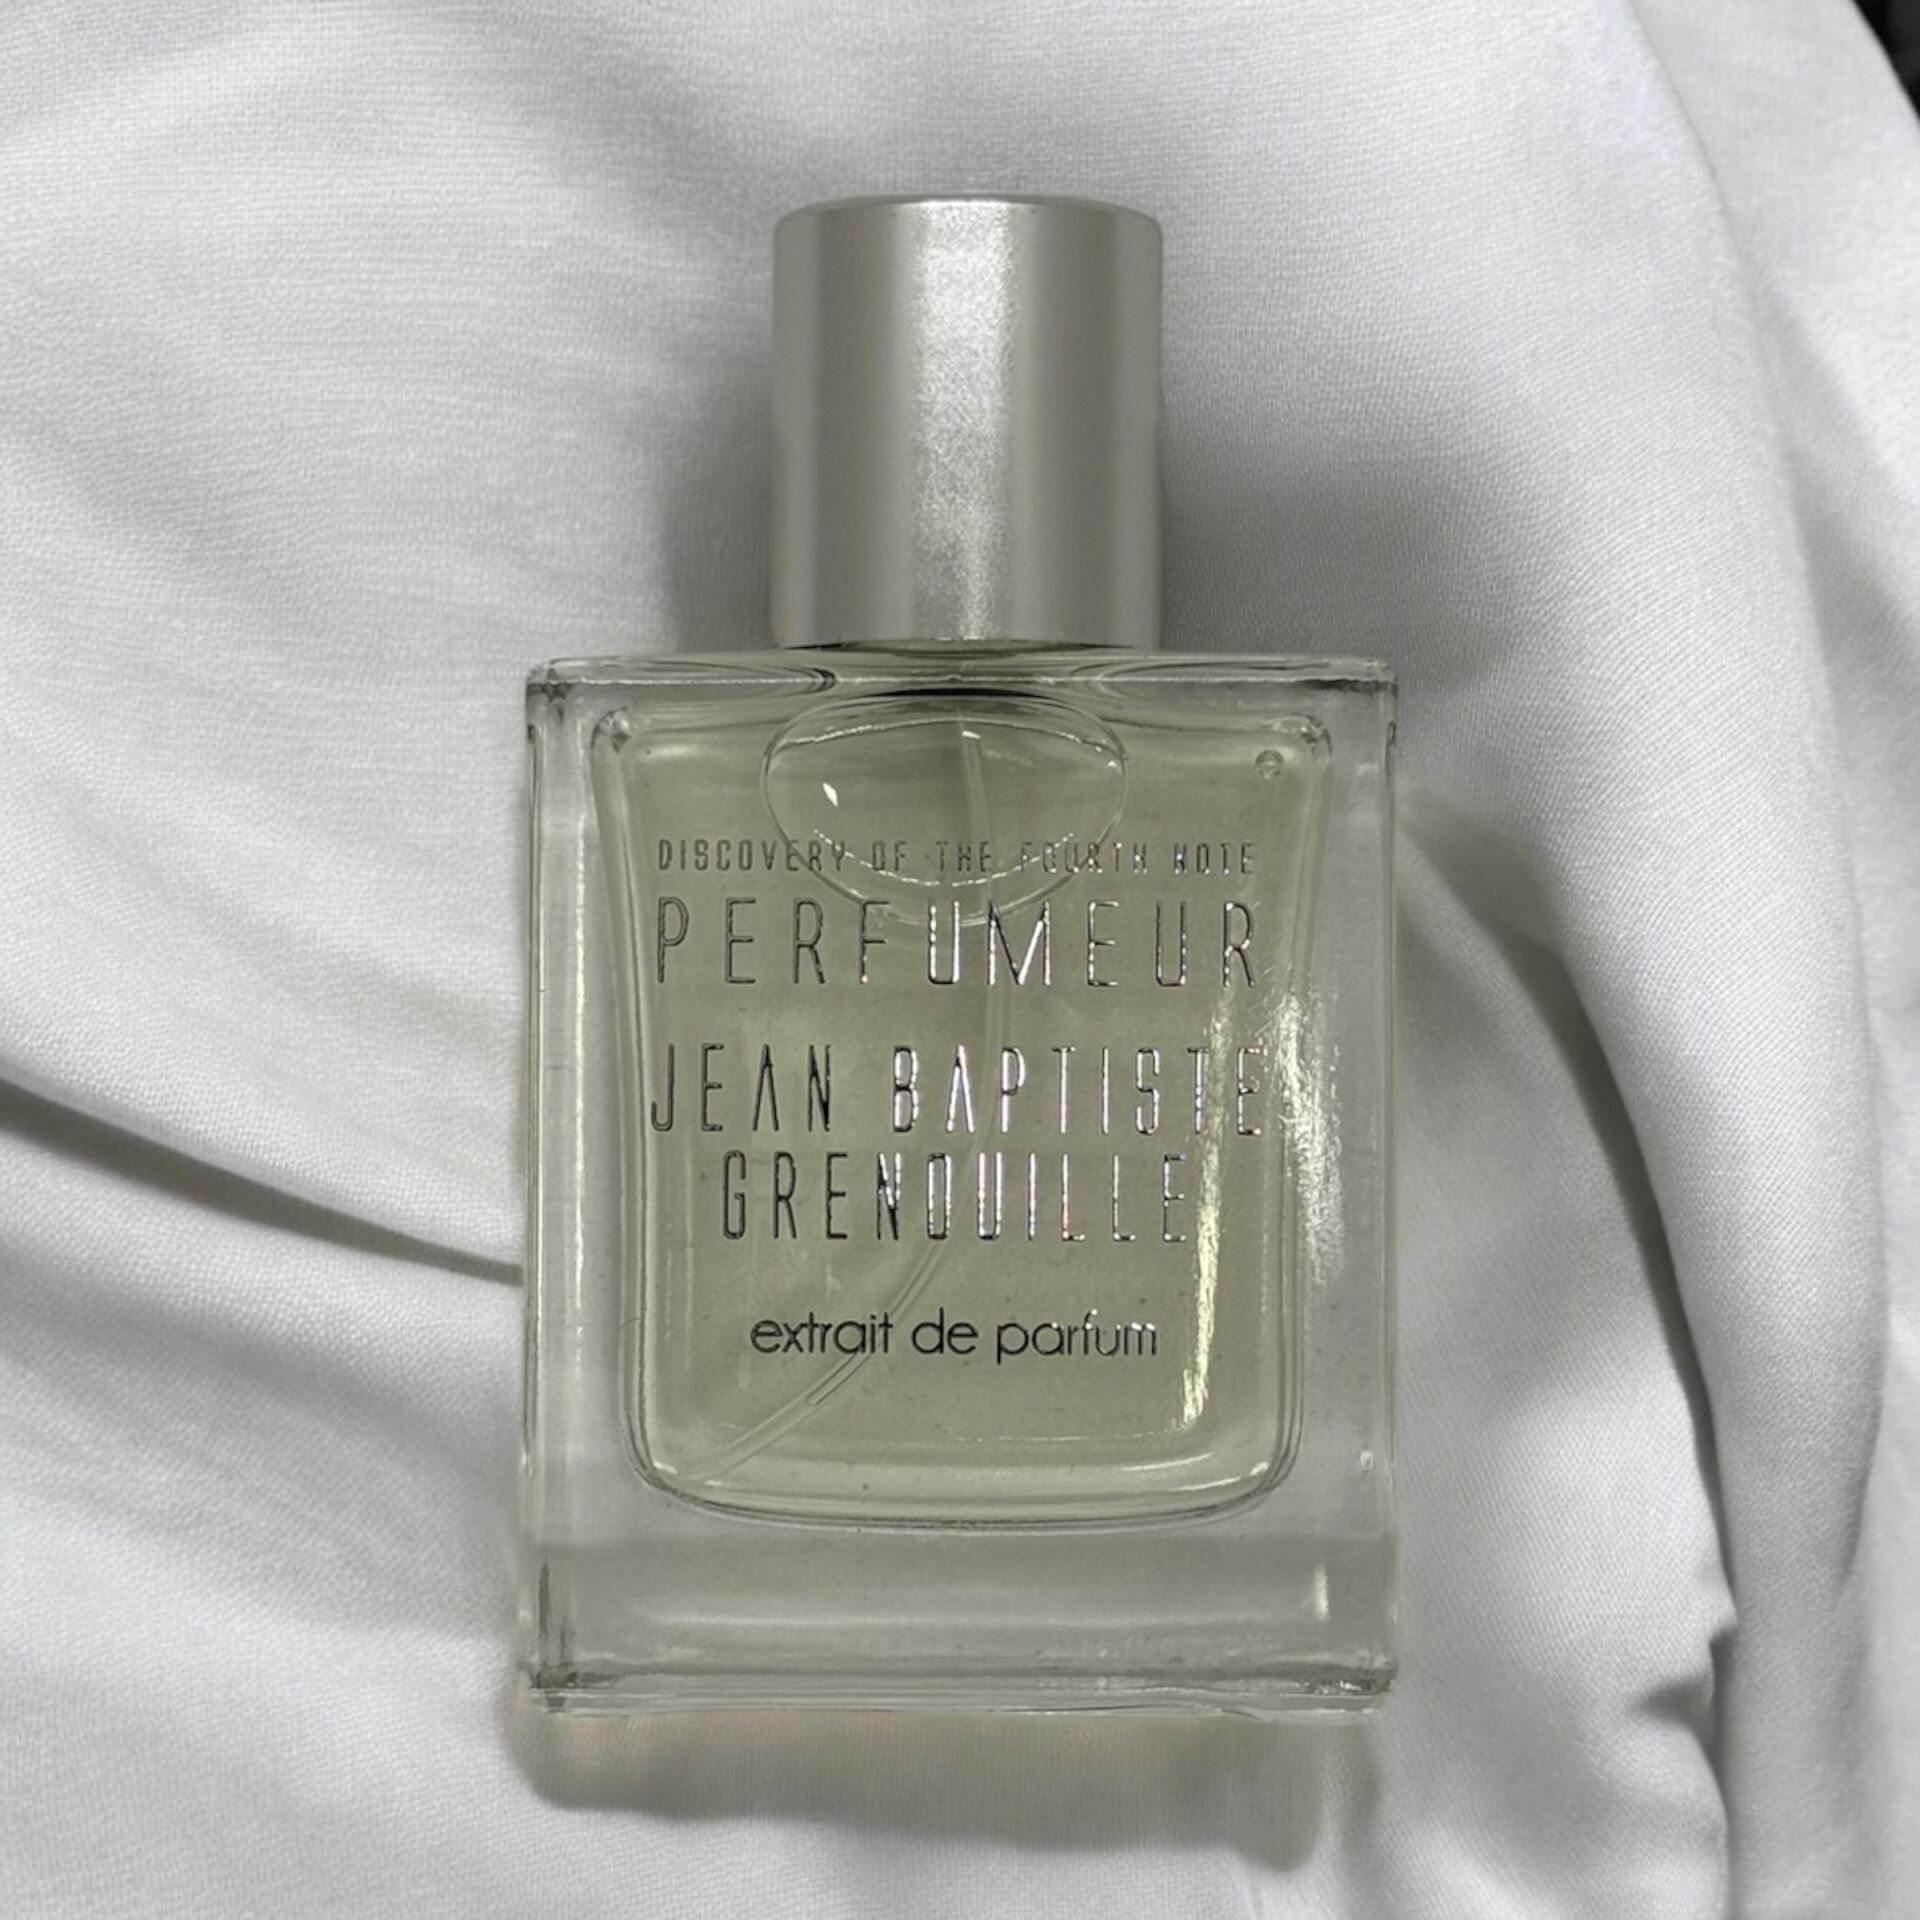 DISCOVERY OF THE FOURTH NOTE
PERFUMEUR
JEAN BAPTISTE
GRENOUILLE
extrait de parfum